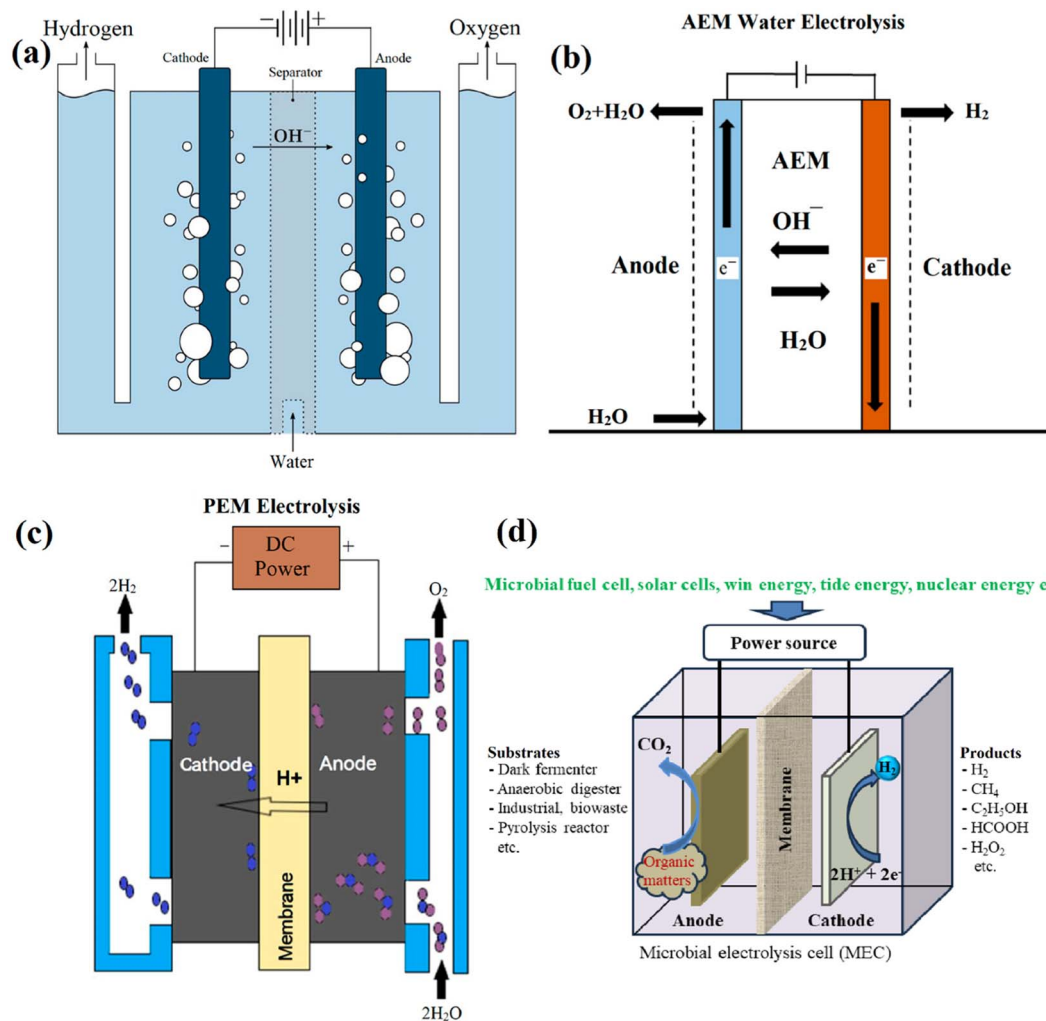 (a)
Hydrogen
Oxygen
− +
Cathode
Anode
Separator
OH⁻
Water
AEM Water Electrolysis
(b)
O₂+H₂O
H₂
AEM
OH⁻
Anode
e⁻
e⁻
Cathode
H₂O
H₂O
PEM Electrolysis
(c)
− +
DC
Power
2H₂
O₂
Cathode
H+
Anode
Membrane
2H₂O
(d)
Microbial fuel cell, solar cells, win energy, tide energy, nuclear energy e
Power source
Substrates
- Dark fermenter
- Anaerobic digester
- Industrial, biowaste
- Pyrolysis reactor
etc.
CO₂
Organic
matters
Anode
Membrane
H₂
2H⁺ + 2e⁻
Cathode
Products
- H₂
- CH₄
- C₂H₅OH
- HCOOH
- H₂O₂
etc.
Microbial electrolysis cell (MEC)